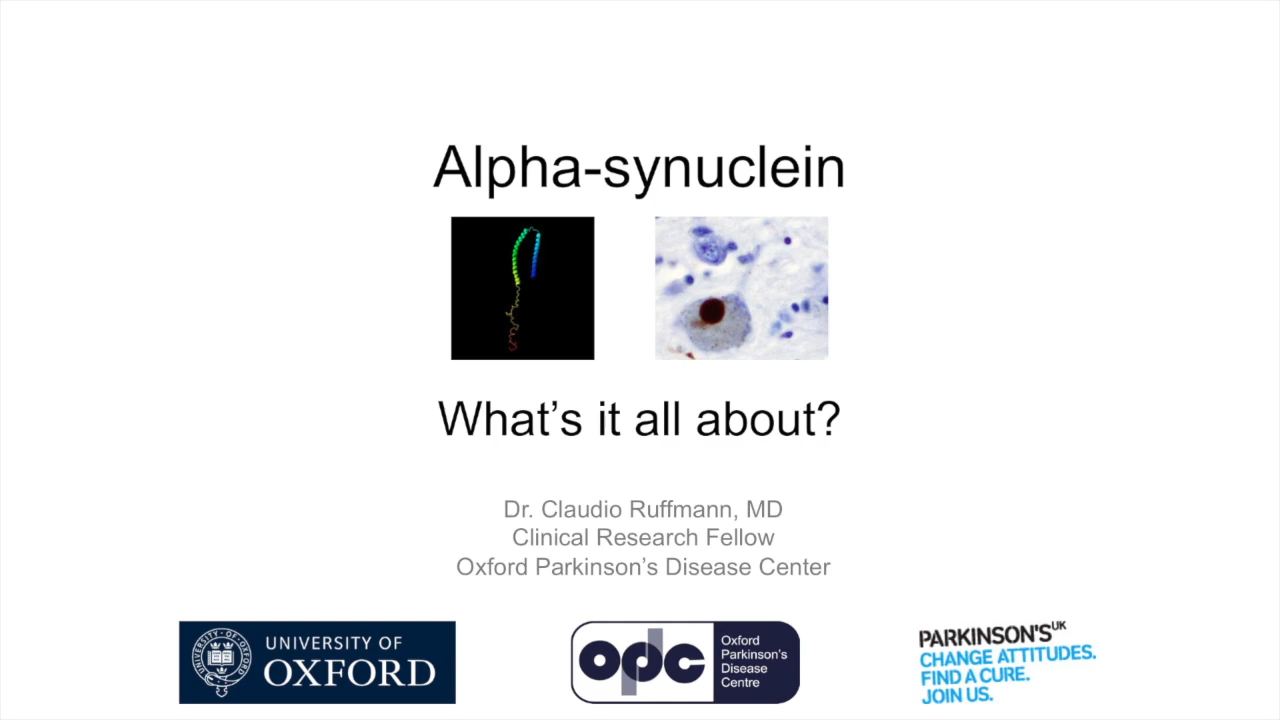 Alpha-synuclein
What's it all about?
Dr. Claudio Ruffmann, MD
Clinical Research Fellow
Oxford Parkinson's Disease Center
UNIVERSITY OF
OXFORD
opdc
Oxford
Parkinson's
Disease
Centre
PARKINSON'S UK
CHANGE ATTITUDES.
FIND A CURE.
JOIN US.